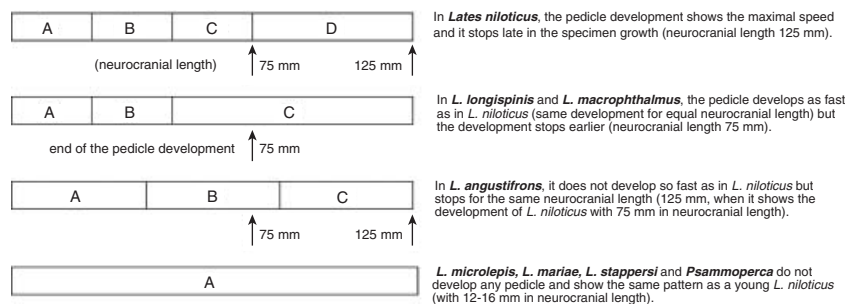 A B C D
In Lates niloticus, the pedicle development shows the maximal speed
and it stops late in the specimen growth (neurocranial length 125 mm).
(neurocranial length) 75 mm 125 mm
A B C
In L. longispinis and L. macrophthalmus, the pedicle develops as fast
as in L. niloticus (same development for equal neurocranial length) but
the development stops earlier (neurocranial length 75 mm).
end of the pedicle development 75 mm
A B C
In L. angustifrons, it does not develop so fast as in L. niloticus but
stops for the same neurocranial length (125 mm, when it shows the
development of L. niloticus with 75 mm in neurocranial length).
75 mm 125 mm
A
L. microlepis, L. mariae, L. stappersi and Psammoperca do not
develop any pedicle and show the same pattern as a young L. niloticus
(with 12-16 mm in neurocranial length).